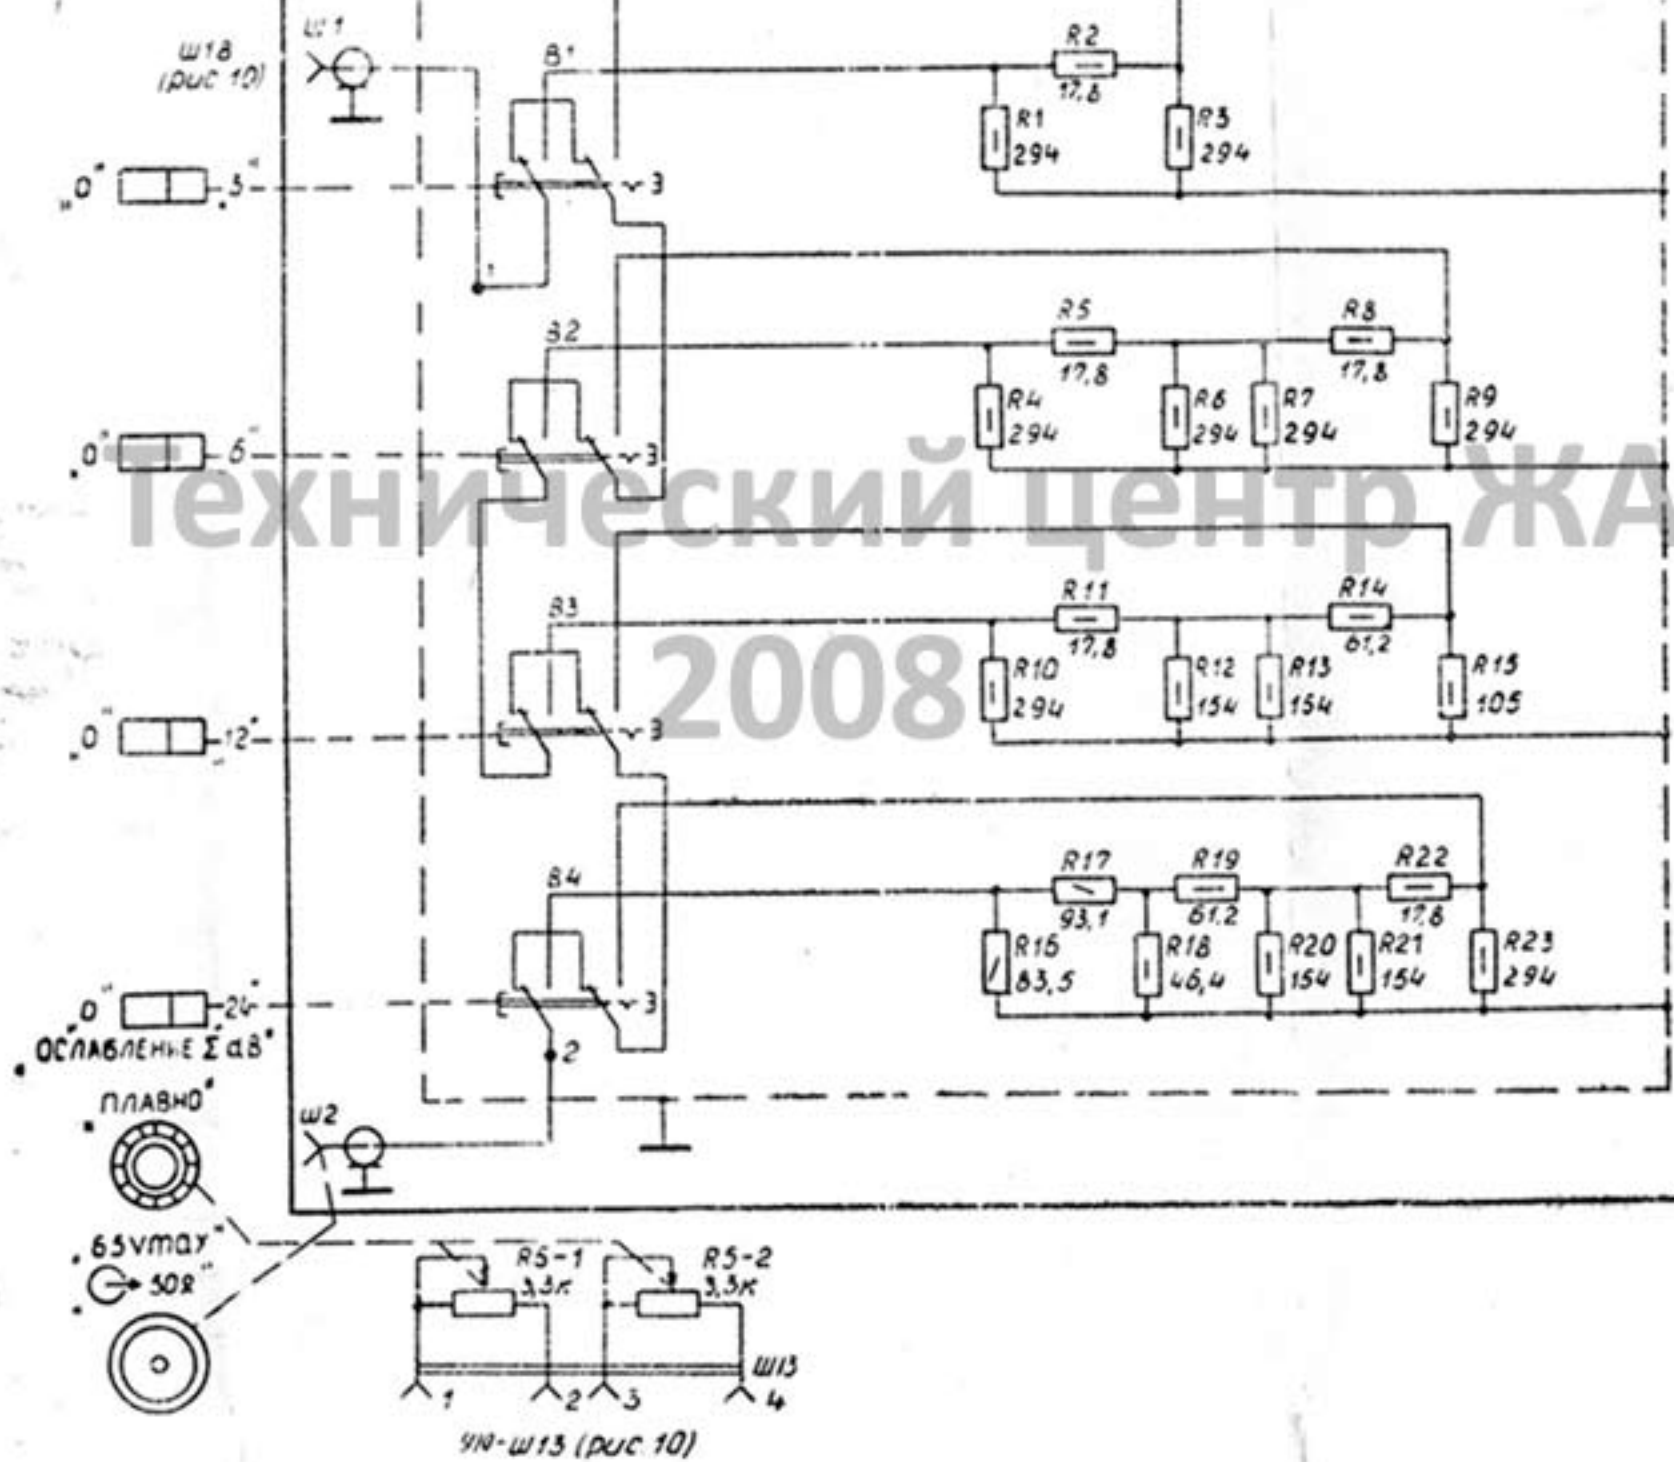 Ш1
Ш18
(рис 10)
В1
R2
17,8
R1
294
R3
294
"0" "3"
1
В2
R5
17,8
R8
17,8
R4
294
R6
294
R7
294
R9
294
"0" "6"
Технический центр ЖА
2008
В3
R11
17,8
R14
61,2
R10
294
R12
154
R13
154
R15
105
"0" "12"
В4
R17
93,1
R19
61,2
R22
17,8
R16
83,5
R18
46,4
R20
154
R21
154
R23
294
"0" "24"
"ОСЛАБЛЕНИЕ Σ dB"
2
"ПЛАВНО"
Ш2
"65Vmax"
"50Ω"
R5-1
3,3к
R5-2
3,3к
Ш13
1 2 3 4
Ш13 (рис. 10)